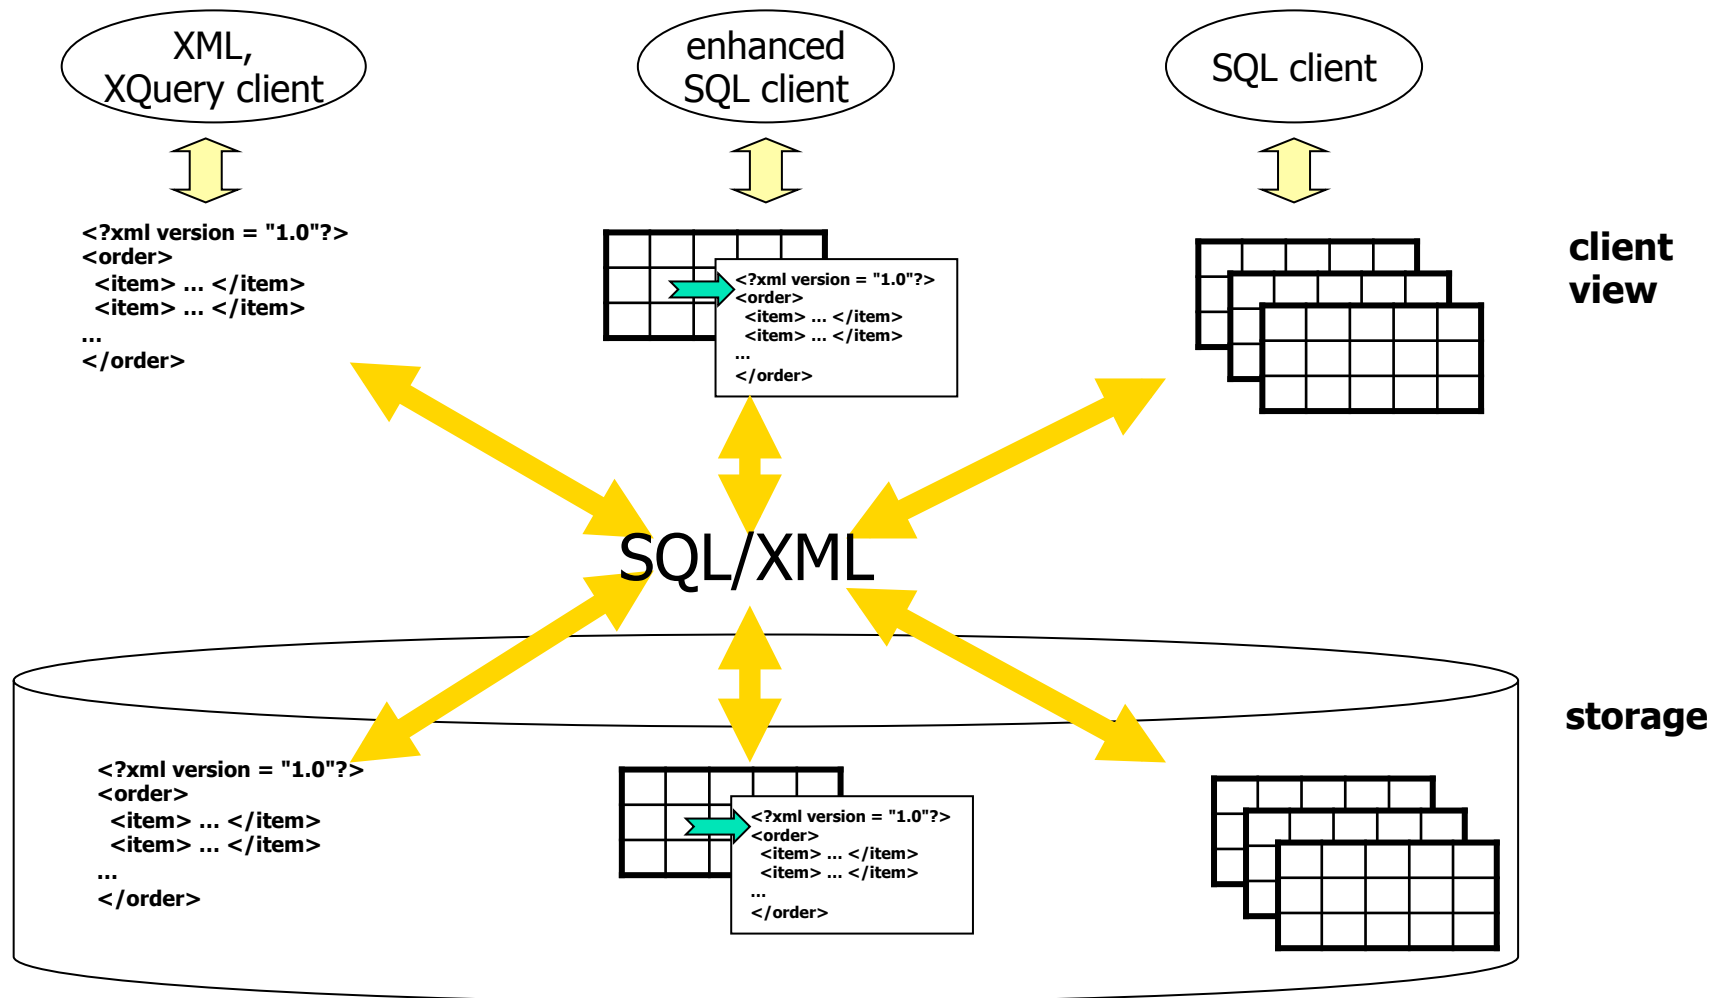 XML,
XQuery client
enhanced
SQL client
SQL client
<?xml version = "1.0"?>
<order>
<item> ... </item>
<item> ... </item>
...
</order>
<?xml version = "1.0"?>
<order>
<item> ... </item>
<item> ... </item>
...
</order>
client
view
SQL/XML
storage
<?xml version = "1.0"?>
<order>
<item> ... </item>
<item> ... </item>
...
</order>
<?xml version = "1.0"?>
<order>
<item> ... </item>
<item> ... </item>
...
</order>